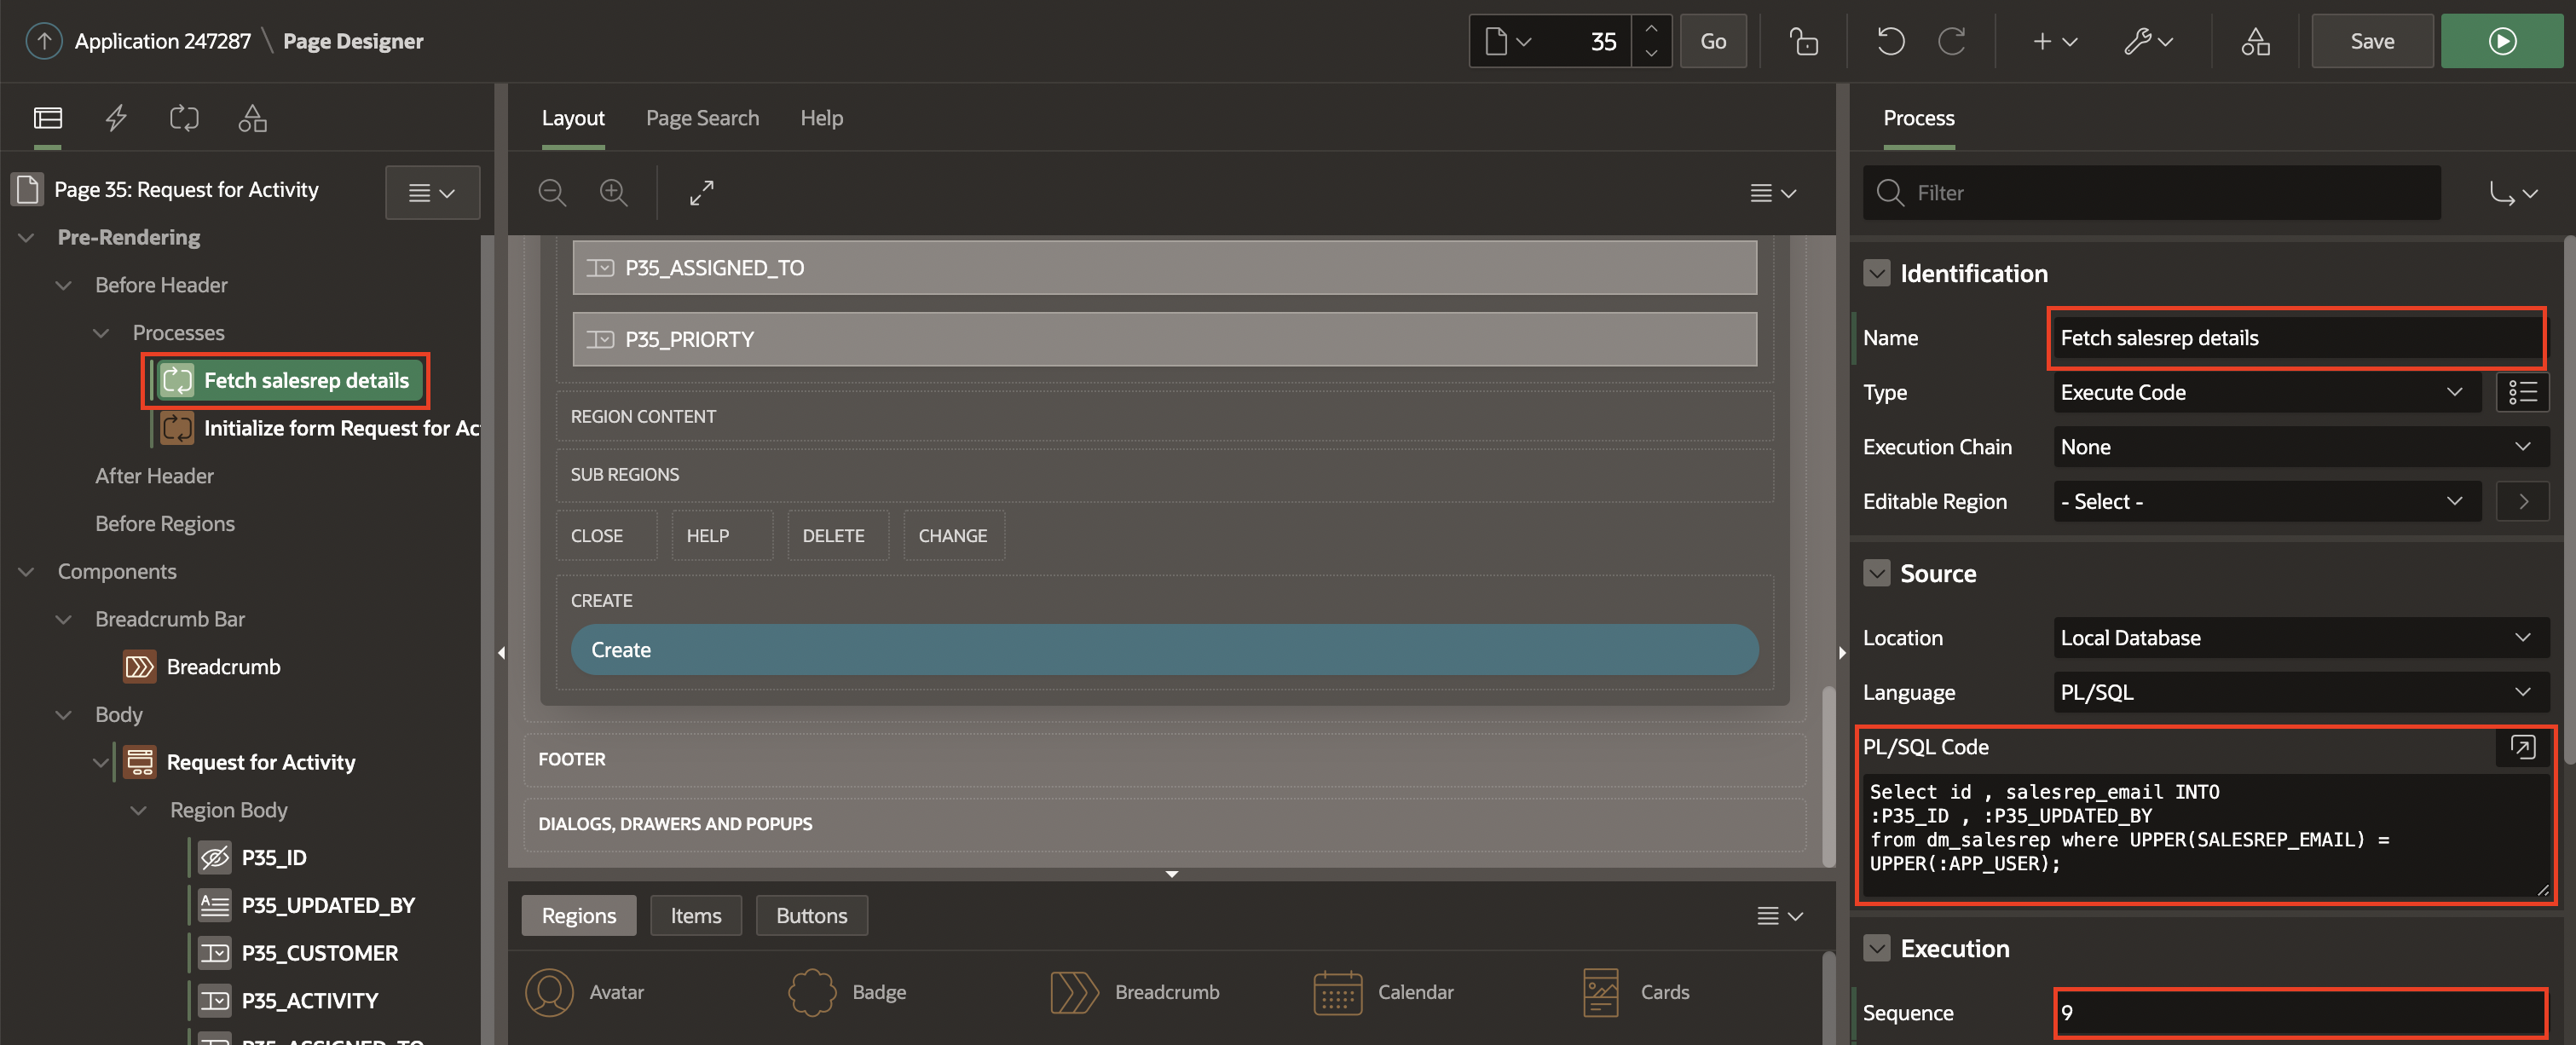 Application 247287 \ Page Designer
35
Go
Save
Page 35: Request for Activity
Pre-Rendering
Before Header
Processes
Fetch salesrep details
Initialize form Request for Ac
After Header
Before Regions
Components
Breadcrumb Bar
Breadcrumb
Body
Request for Activity
Region Body
P35_ID
P35_UPDATED_BY
P35_CUSTOMER
P35_ACTIVITY
P35_ASSIGNED_TO
Layout
Page Search
Help
P35_ASSIGNED_TO
P35_PRIORTY
REGION CONTENT
SUB REGIONS
CLOSE
HELP
DELETE
CHANGE
CREATE
Create
FOOTER
DIALOGS, DRAWERS AND POPUPS
Regions
Items
Buttons
Avatar
Badge
Breadcrumb
Calendar
Cards
Process
Filter
Identification
Name
Fetch salesrep details
Type
Execute Code
Execution Chain
None
Editable Region
- Select -
Source
Location
Local Database
Language
PL/SQL
PL/SQL Code
Select id , salesrep_email INTO
:P35_ID , :P35_UPDATED_BY
from dm_salesrep where UPPER(SALESREP_EMAIL) =
UPPER(:APP_USER);
Execution
Sequence
9